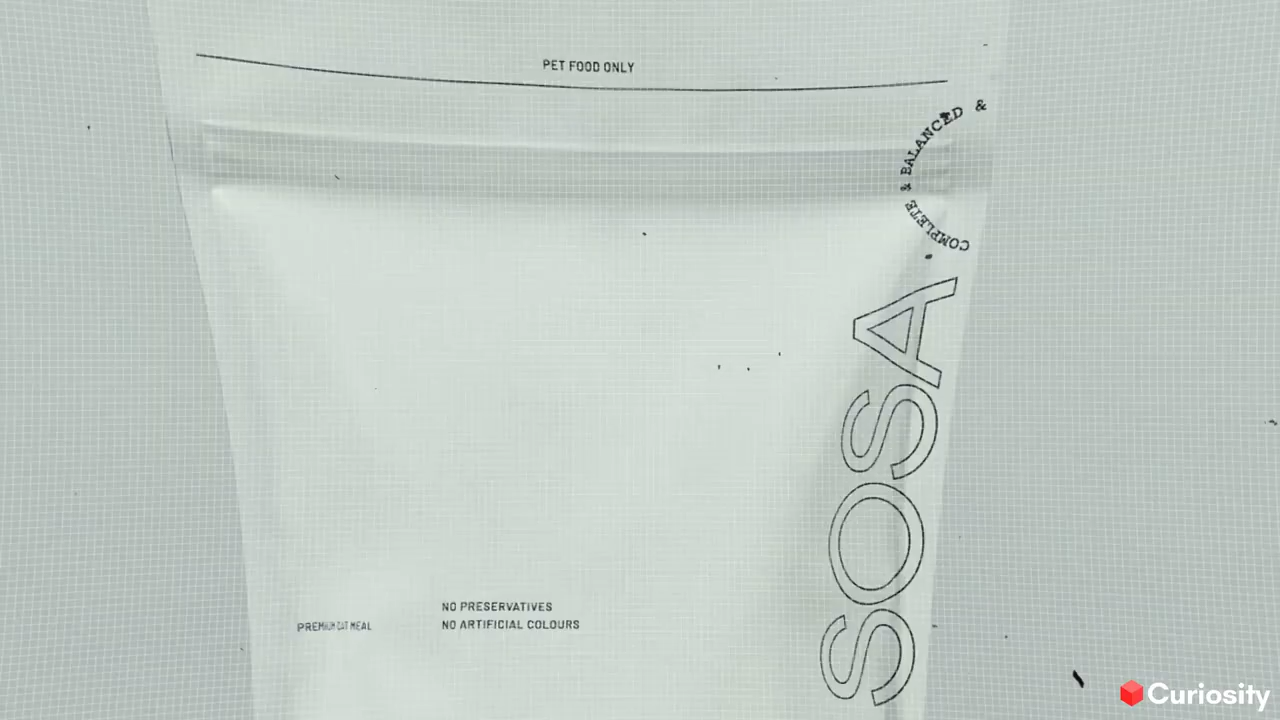 PET FOOD ONLY
COMPLETE & BALANCED &
SOSA
NO PRESERVATIVES
PREMIUM CAT MEAL
NO ARTIFICIAL COLOURS
Curiosity